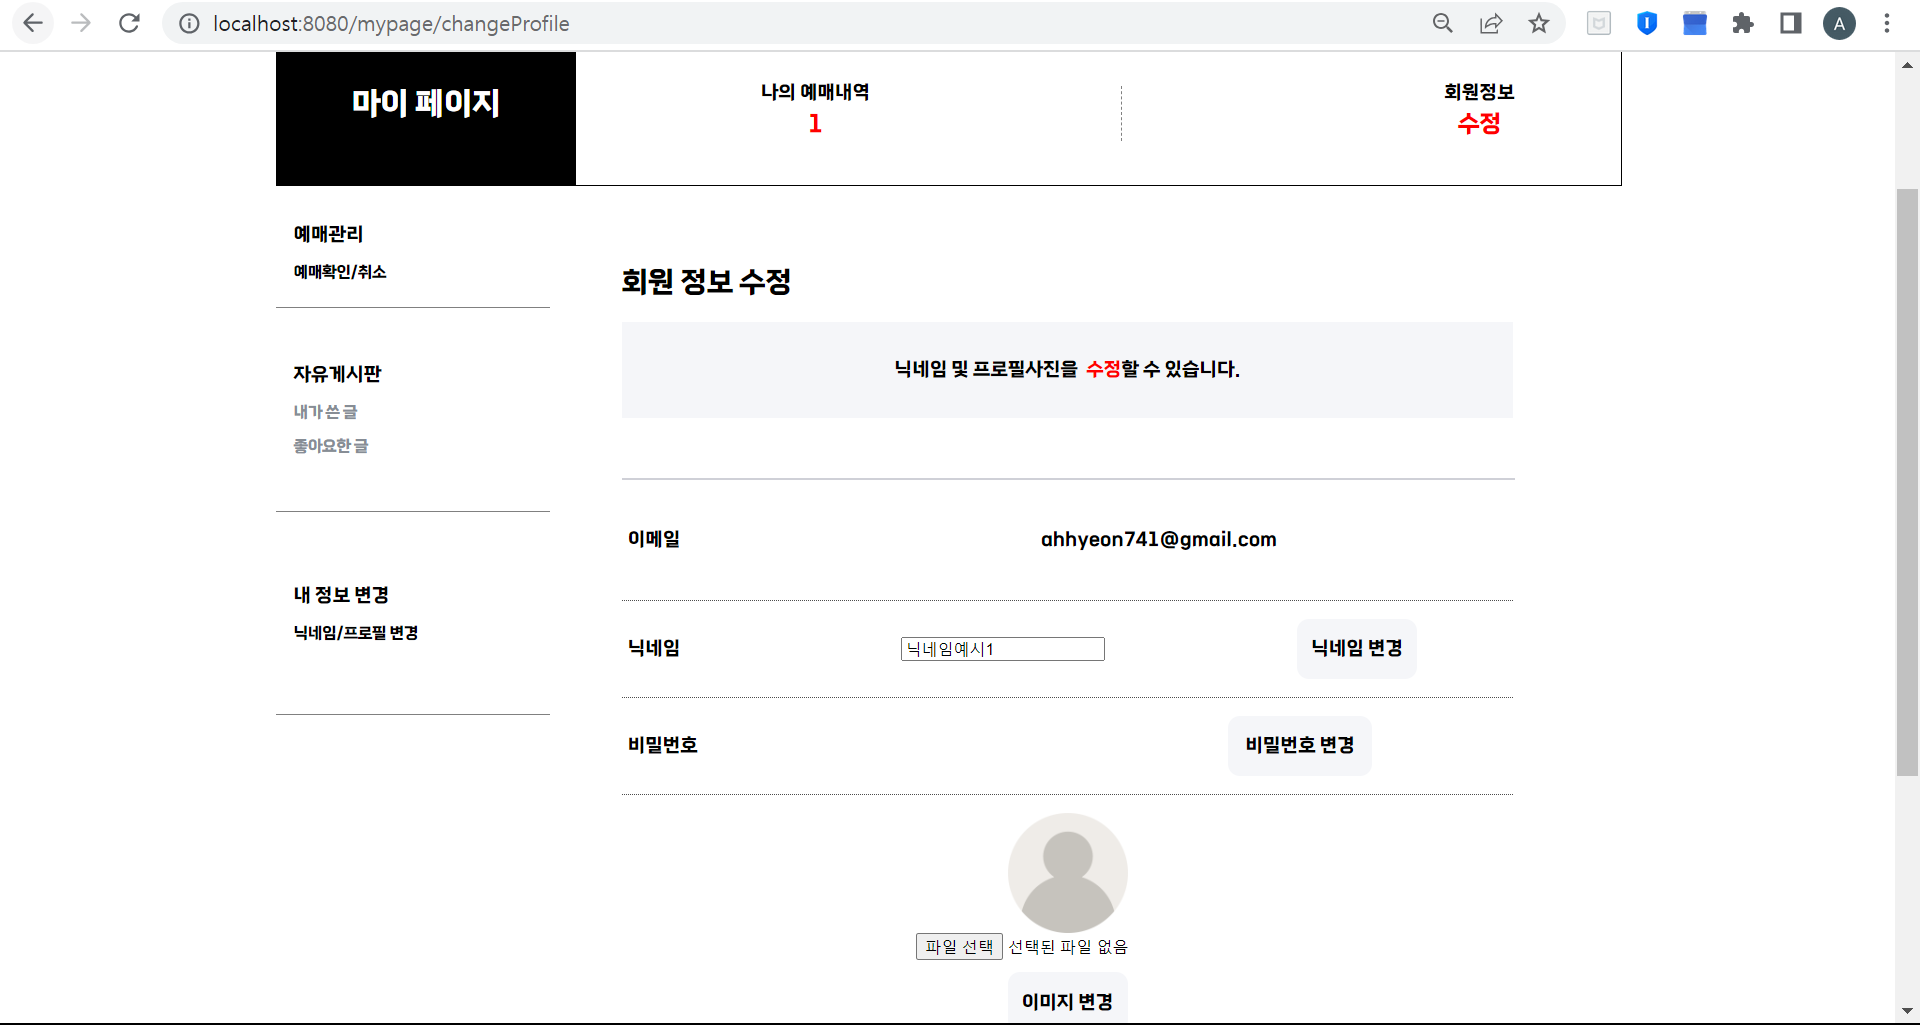 localhost:8080/mypage/changeProfile
A
마이 페이지
나의 예매내역
1
회원정보
수정
예매관리
예매확인/취소
자유게시판
내가 쓴 글
좋아요한 글
내 정보 변경
닉네임/프로필 변경
회원 정보 수정
닉네임 및 프로필사진을 수정할 수 있습니다.
이메일 ahhyeon741@gmail.com
닉네임 닉네임예시1 닉네임 변경
비밀번호 비밀번호 변경
파일 선택 선택된 파일 없음
이미지 변경